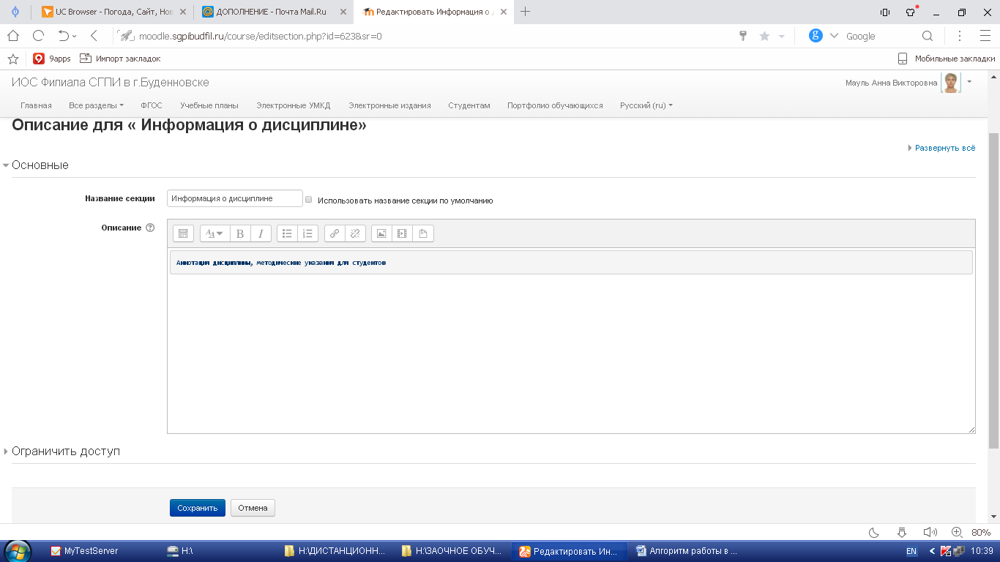 UC Browser - Погода, Сайт, Нов
ДОПОЛНЕНИЕ - Почта Mail.Ru
Редактировать Информация о д
moodle.sgpibudfil.ru/course/editsection.php?id=623&sr=0
g
Google
9
9apps
Импорт закладок
Мобильные закладки
ИОС Филиала СГПИ в г.Буденновске
Мауль Анна Викторовна
Главная
Все разделы
ФГОС
Учебные планы
Электронные УМКД
Электронные издания
Студентам
Портфолио обучающихся
Русский (ru)
Описание для « Информация о дисциплине»
Развернуть всё
Основные
Название секции
Информация о дисциплине
Использовать название секции по умолчанию
Описание
?
B
I
Аннотация дисциплины, методические указания для студентов
Ограничить доступ
Сохранить
Отмена
80%
MyTestServer
H:\
H:\ДИСТАНЦИОНН...
H:\ЗАОЧНОЕ ОБУЧ...
Редактировать Ин...
Алгоритм работы в ...
EN
10:39